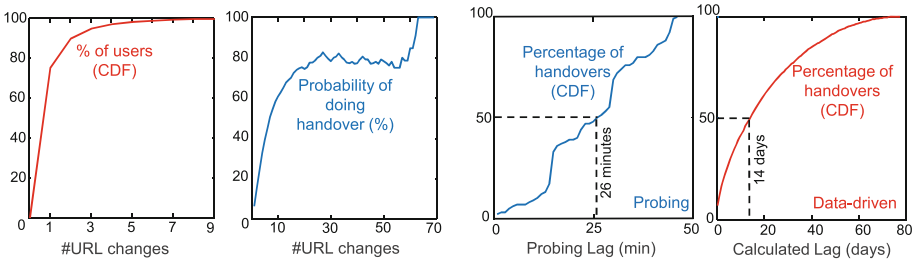 100
80
60
40
20
0
% of users
(CDF)
1 3 5 7 9
#URL changes
100
80
60
40
20
0
Probability of
doing
handover (%)
10 30 50 70
#URL changes
100
50
0
Percentage of
handovers
(CDF)
26 minutes
Probing
0 25 50
Probing Lag (min)
100
50
0
Percentage of
handovers
(CDF)
14 days
Data-driven
0 20 40 60 80
Calculated Lag (days)